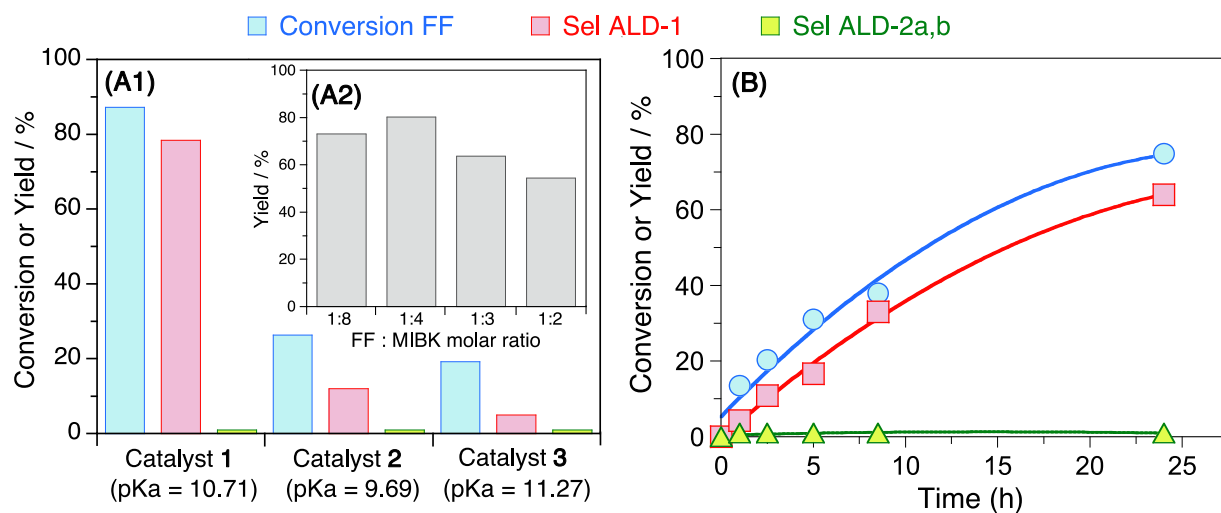 Conversion FF Sel ALD-1 Sel ALD-2a,b
(A1)
Conversion or Yield / %
100
80
60
40
20
0
Catalyst 1 Catalyst 2 Catalyst 3
(pKa = 10.71) (pKa = 9.69) (pKa = 11.27)
(A2)
Yield / %
100
80
60
40
20
0
1:8 1:4 1:3 1:2
FF : MIBK molar ratio
(B)
Conversion or Yield / %
100
80
60
40
20
0
0 5 10 15 20 25
Time (h)